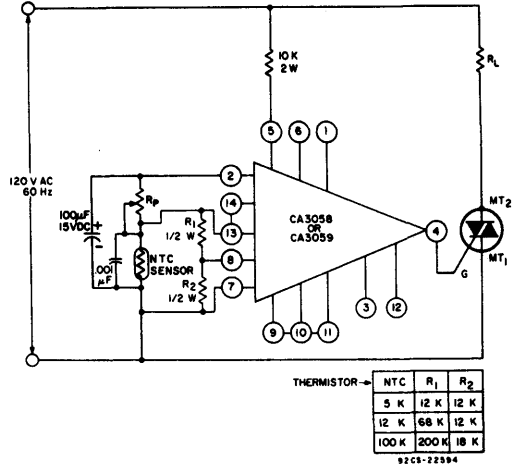 10 K
2 W
R_L
5
6
1
120 V AC
60 Hz
100µF
15VDC
+
-
R_P
2
14
13
8
7
R_1
1/2 W
R_2
1/2 W
.001
µF
NTC
SENSOR
CA3058
OR
CA3059
4
MT_2
MT_1
G
3
12
9
10
11
THERMISTOR→ NTC R_1 R_2
5 K 12 K 12 K
12 K 68 K 12 K
100 K 200 K 18 K
92CS-22594